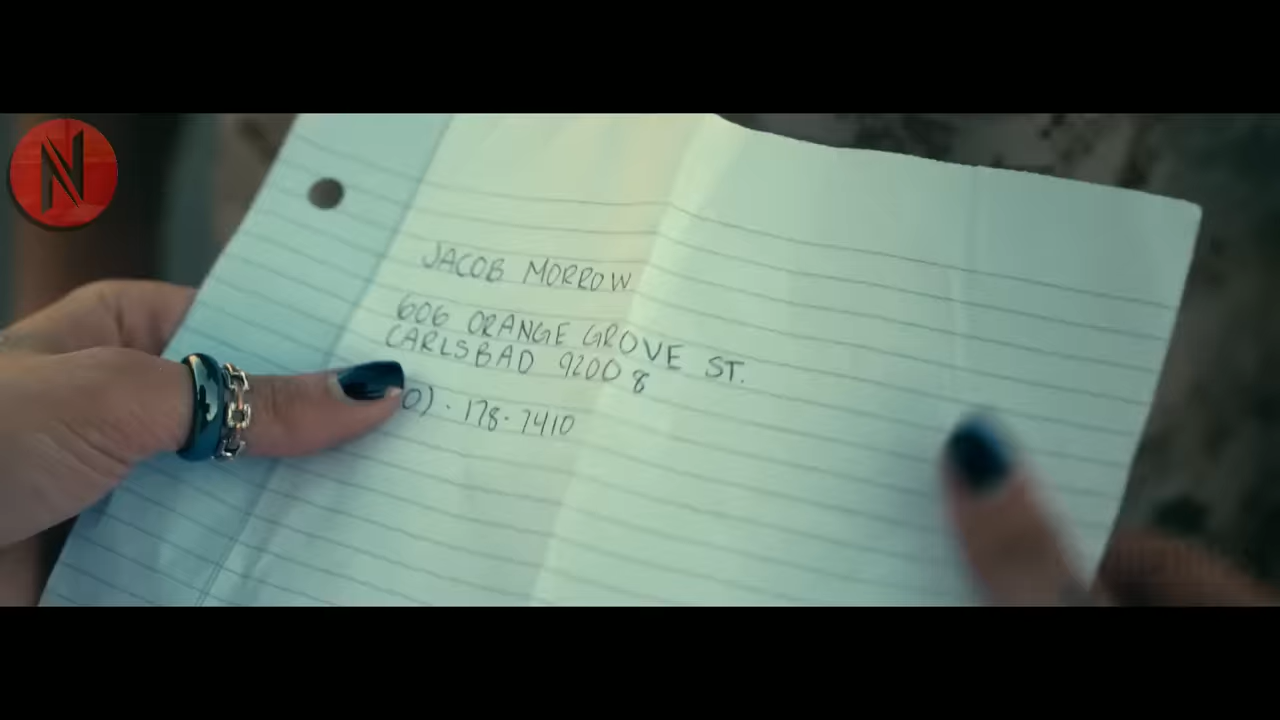 N
JACOB MORROW
606 ORANGE GROVE ST.
CARLSBAD 92008
0) · 178 · 7410